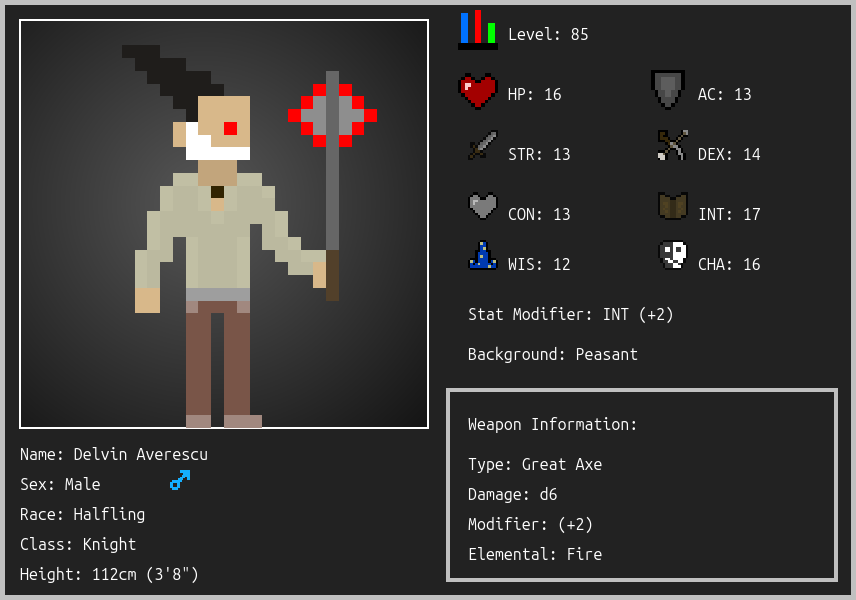 Level: 85
HP: 16
AC: 13
STR: 13
DEX: 14
CON: 13
INT: 17
WIS: 12
CHA: 16
Stat Modifier: INT (+2)
Background: Peasant
Weapon Information:
Type: Great Axe
Damage: d6
Modifier: (+2)
Elemental: Fire
Name: Delvin Averescu
Sex: Male
Race: Halfling
Class: Knight
Height: 112cm (3'8")